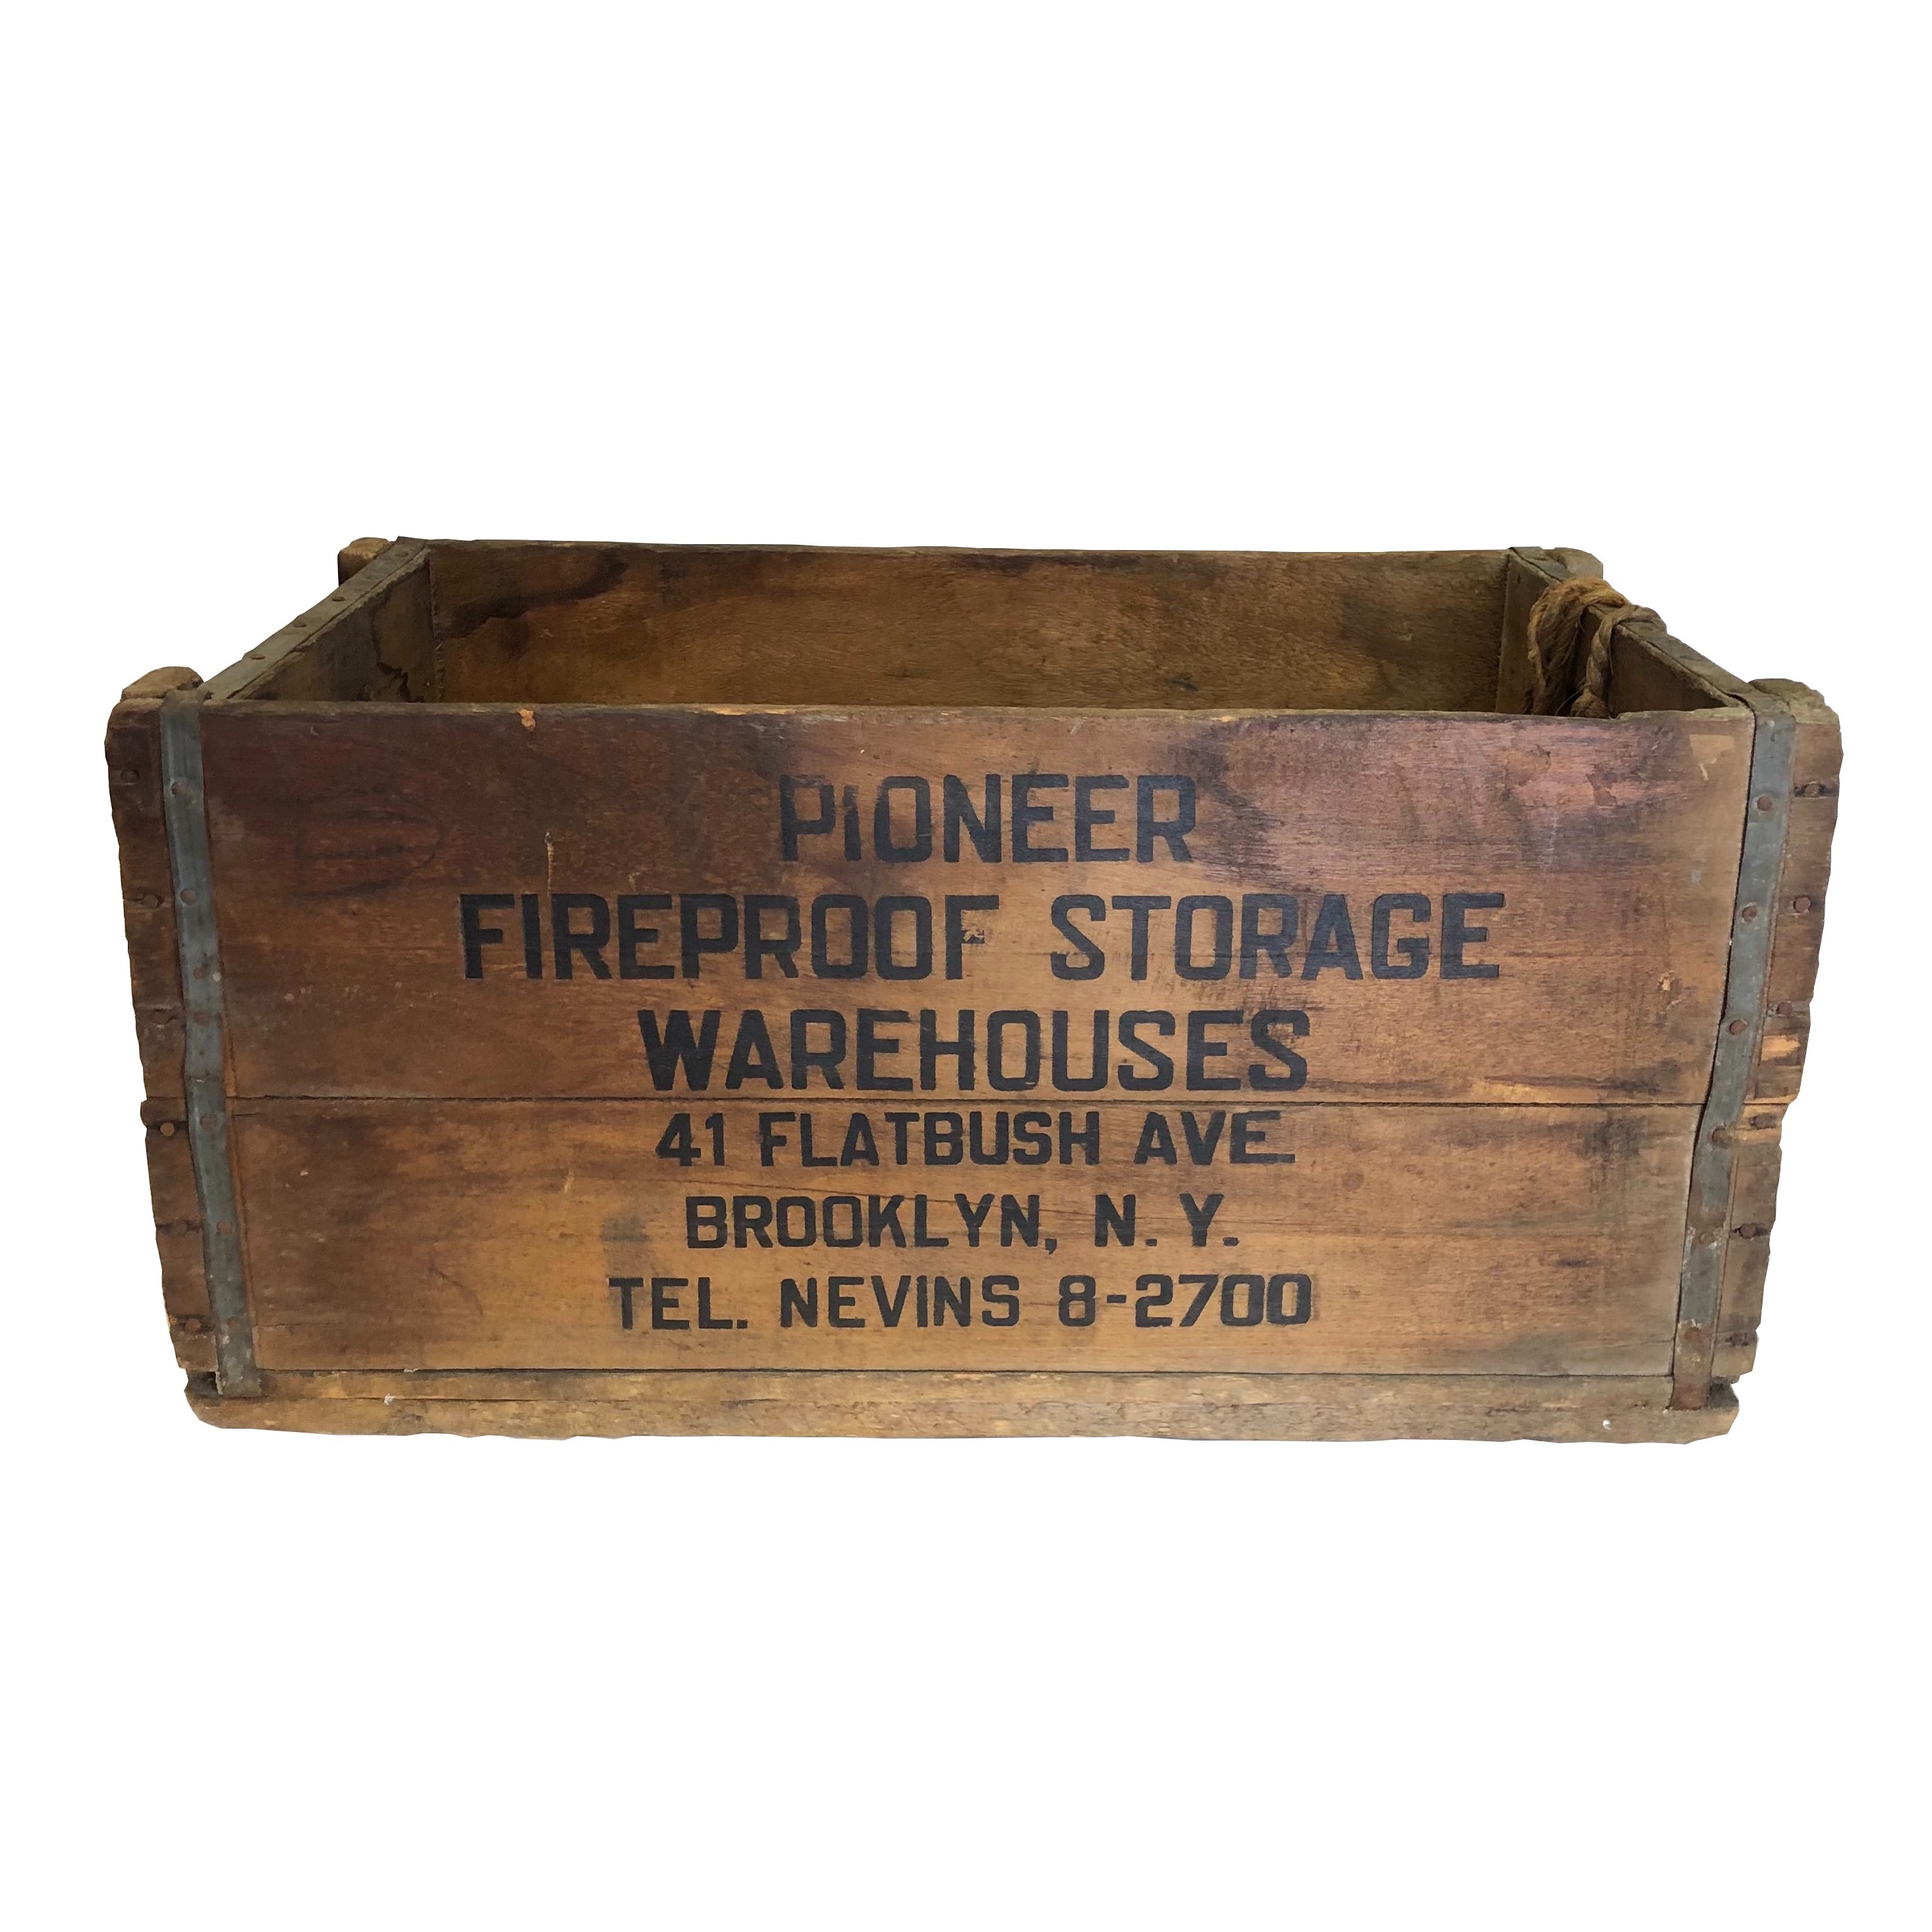 PIONEER
FIREPROOF STORAGE
WAREHOUSES
41 FLATBUSH AVE.
BROOKLYN, N. Y.
TEL. NEVINS 8-2700